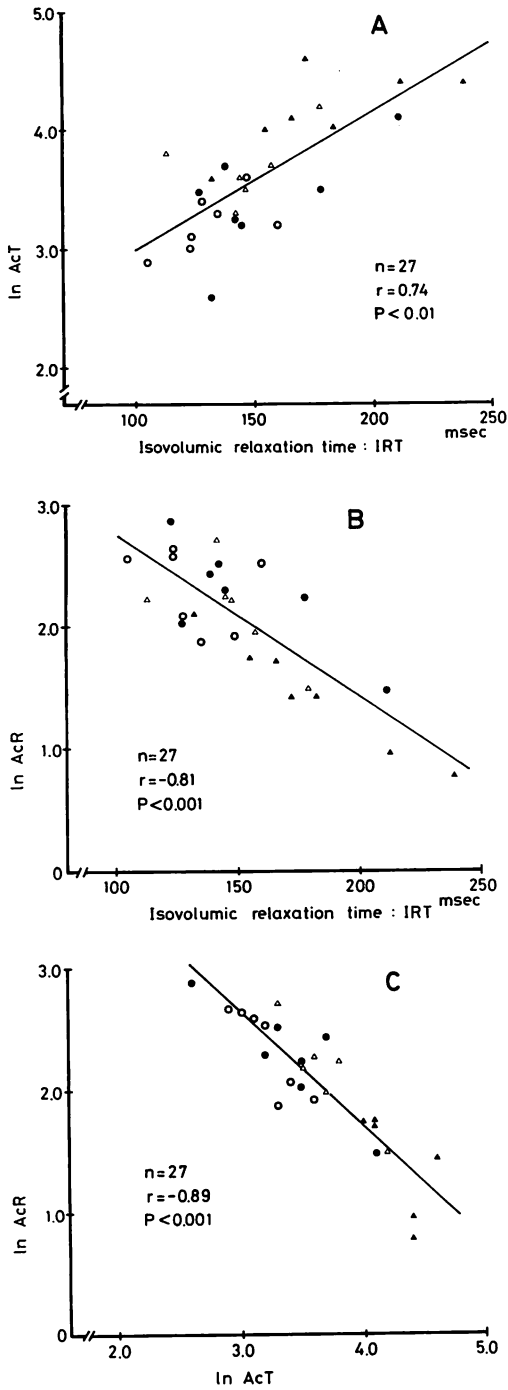 A
5.0
4.0
3.0
2.0
ln AcT
n=27
r=0.74
P<0.01
100 150 200 250
msec
Isovolumic relaxation time : IRT
B
3.0
2.0
1.0
0
ln AcR
n=27
r=-0.81
P<0.001
100 150 200 250
msec
Isovolumic relaxation time : IRT
C
3.0
2.0
1.0
0
ln AcR
n=27
r=-0.89
P<0.001
2.0 3.0 4.0 5.0
ln AcT